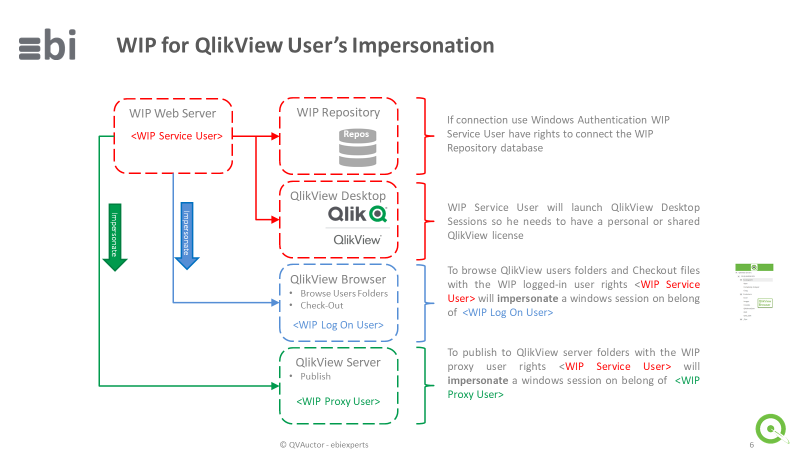 ebi
WIP for QlikView User's Impersonation
WIP Web Server
<WIP Service User>
WIP Repository
Repos
If connection use Windows Authentication WIP
Service User have rights to connect the WIP
Repository database
QlikView Desktop
Qlik
QlikView
WIP Service User will launch QlikView Desktop
Sessions so he needs to have a personal or shared
QlikView license
Impersonate
Impersonate
QlikView Browser
• Browse Users Folders
• Check-Out
<WIP Log On User>
To browse QlikView users folders and Checkout files
with the WIP logged-in user rights <WIP Service
User> will impersonate a windows session on belong
of <WIP Log On User>
QlikView Server
• Publish
<WIP Proxy User>
To publish to QlikView server folders with the WIP
proxy user rights <WIP Service User> will
impersonate a windows session on belong of <WIP
Proxy User>
© QVAuctor - ebiexperts
6